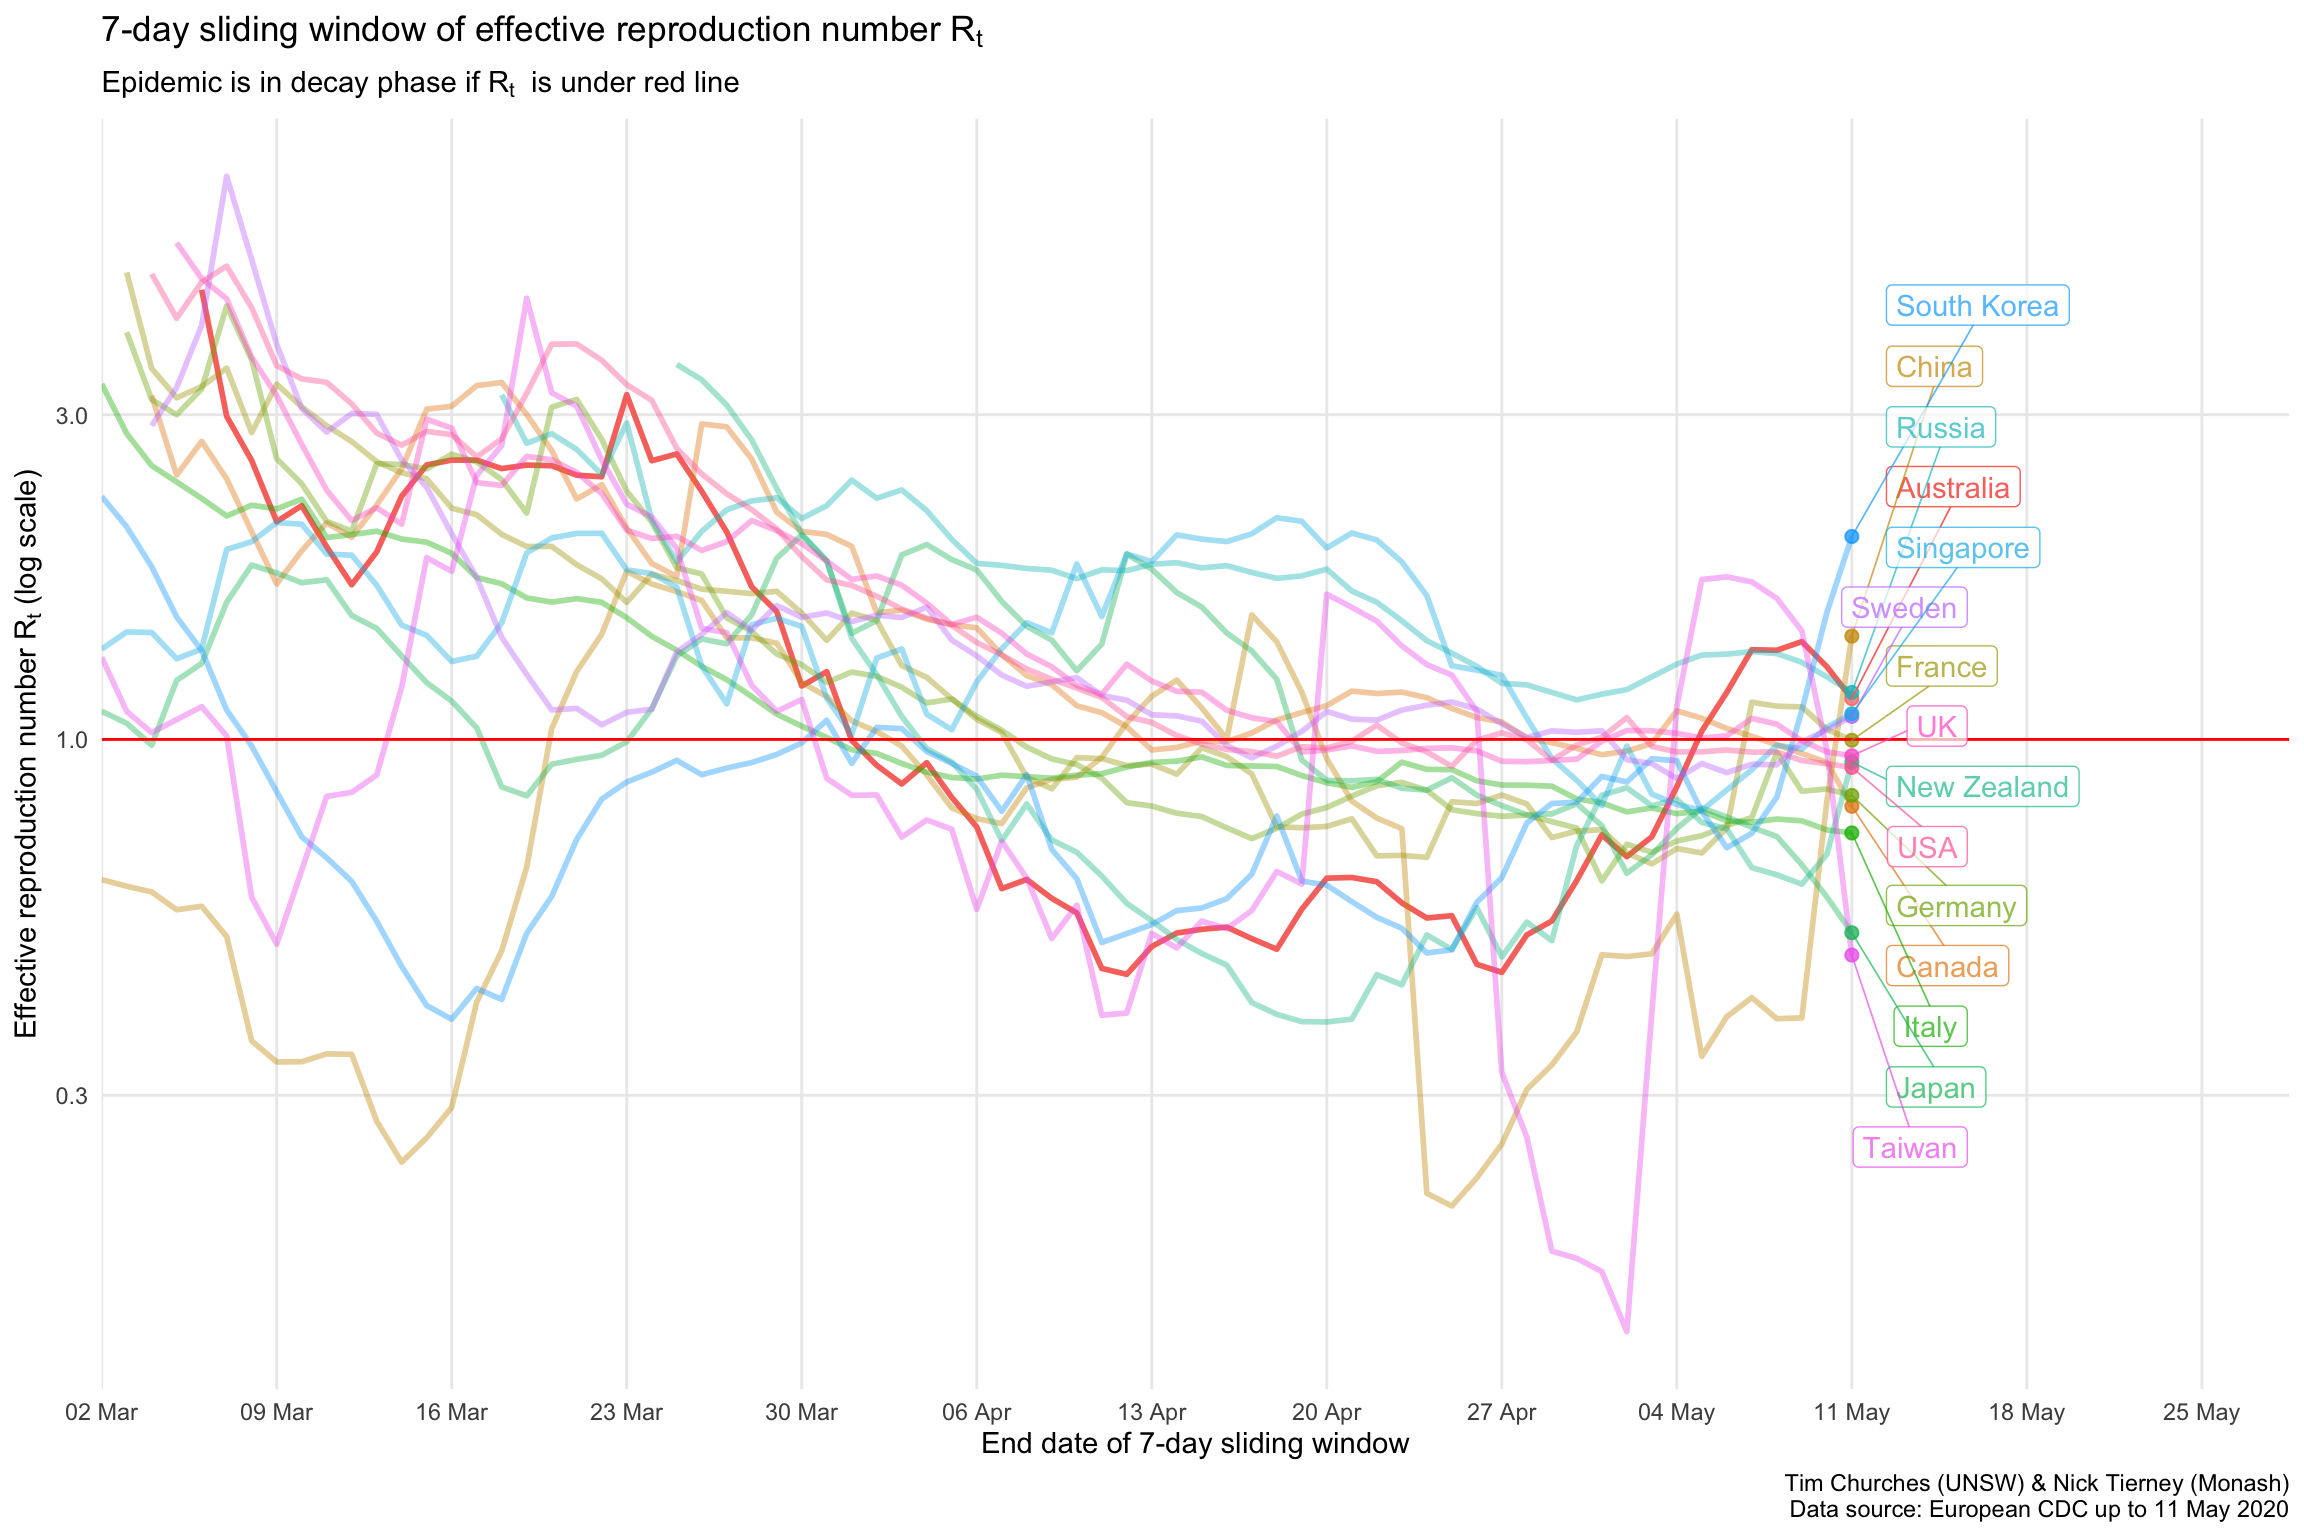 7-day sliding window of effective reproduction number Rt
Epidemic is in decay phase if Rt is under red line
Effective reproduction number Rt (log scale)
3.0
1.0
0.3
South Korea
China
Russia
Australia
Singapore
Sweden
France
UK
New Zealand
USA
Germany
Canada
Italy
Japan
Taiwan
02 Mar
09 Mar
16 Mar
23 Mar
30 Mar
06 Apr
13 Apr
20 Apr
27 Apr
04 May
11 May
18 May
25 May
End date of 7-day sliding window
Tim Churches (UNSW) & Nick Tierney (Monash)
Data source: European CDC up to 11 May 2020